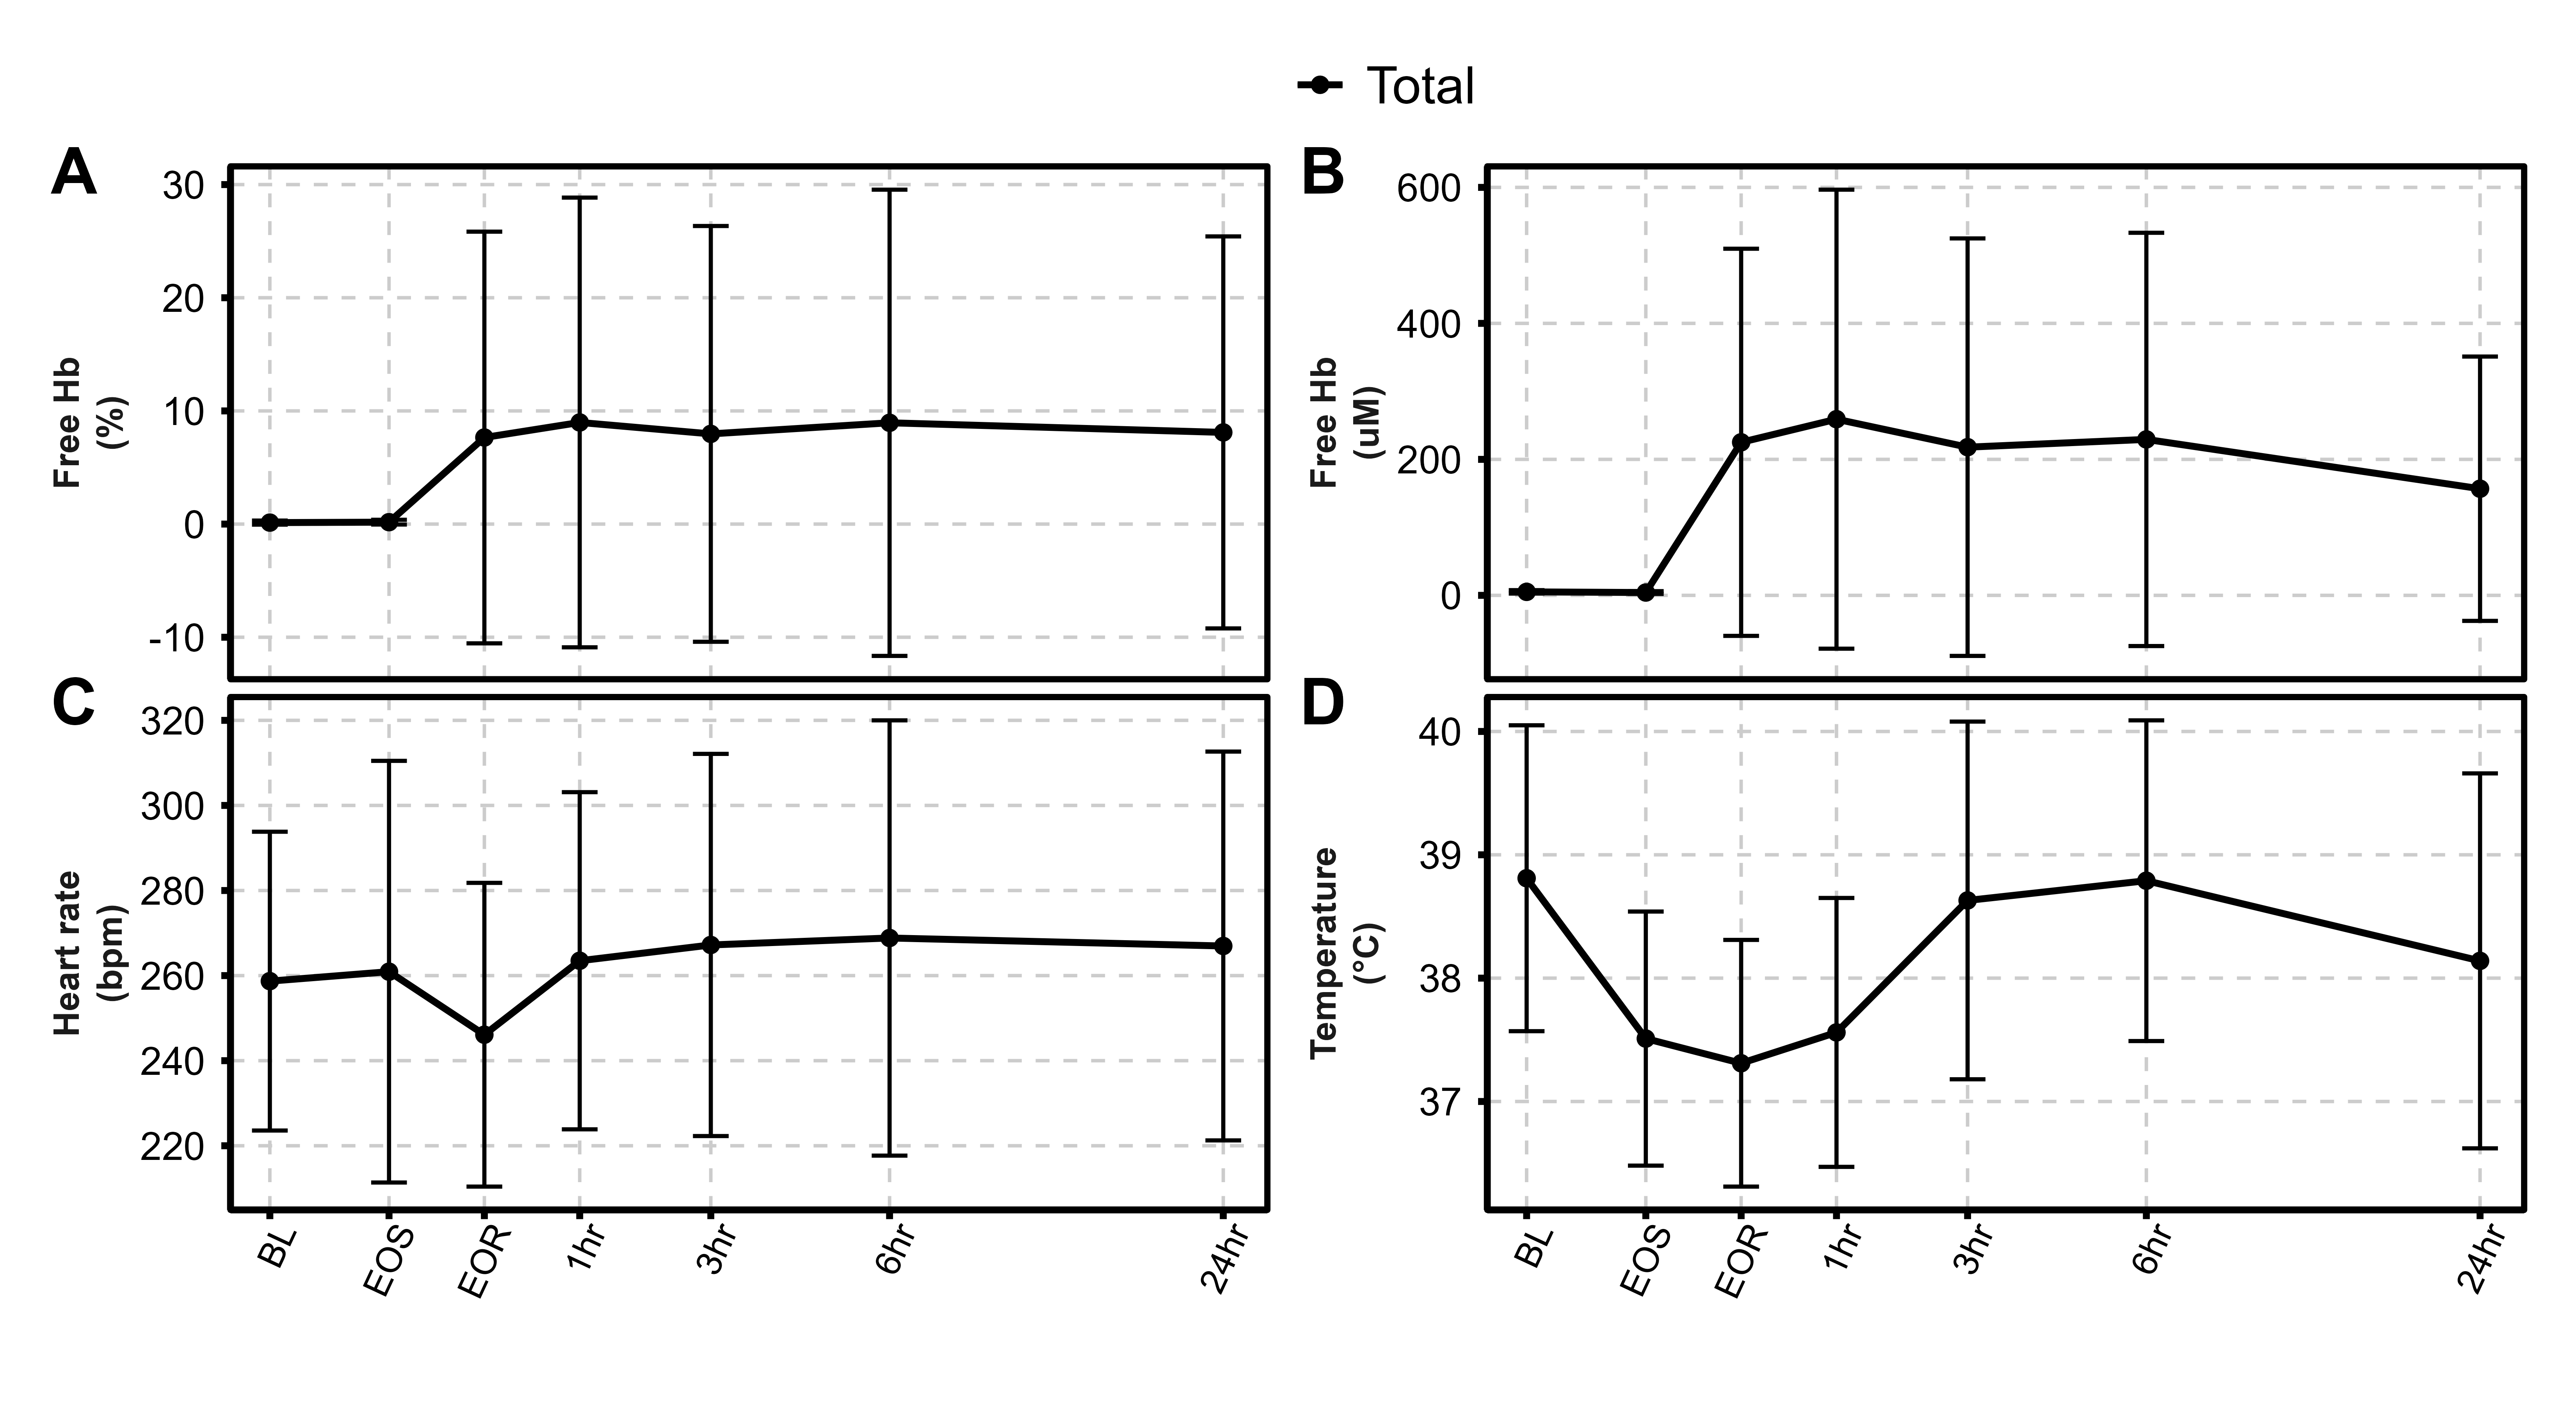 Total
A
30
20
10
0
-10
Free Hb
(%)
B
600
400
200
0
Free Hb
(uM)
C
320
300
280
260
240
220
Heart rate
(bpm)
D
40
39
38
37
Temperature
(°C)
BL EOS EOR 1hr 3hr 6hr 24hr
BL EOS EOR 1hr 3hr 6hr 24hr